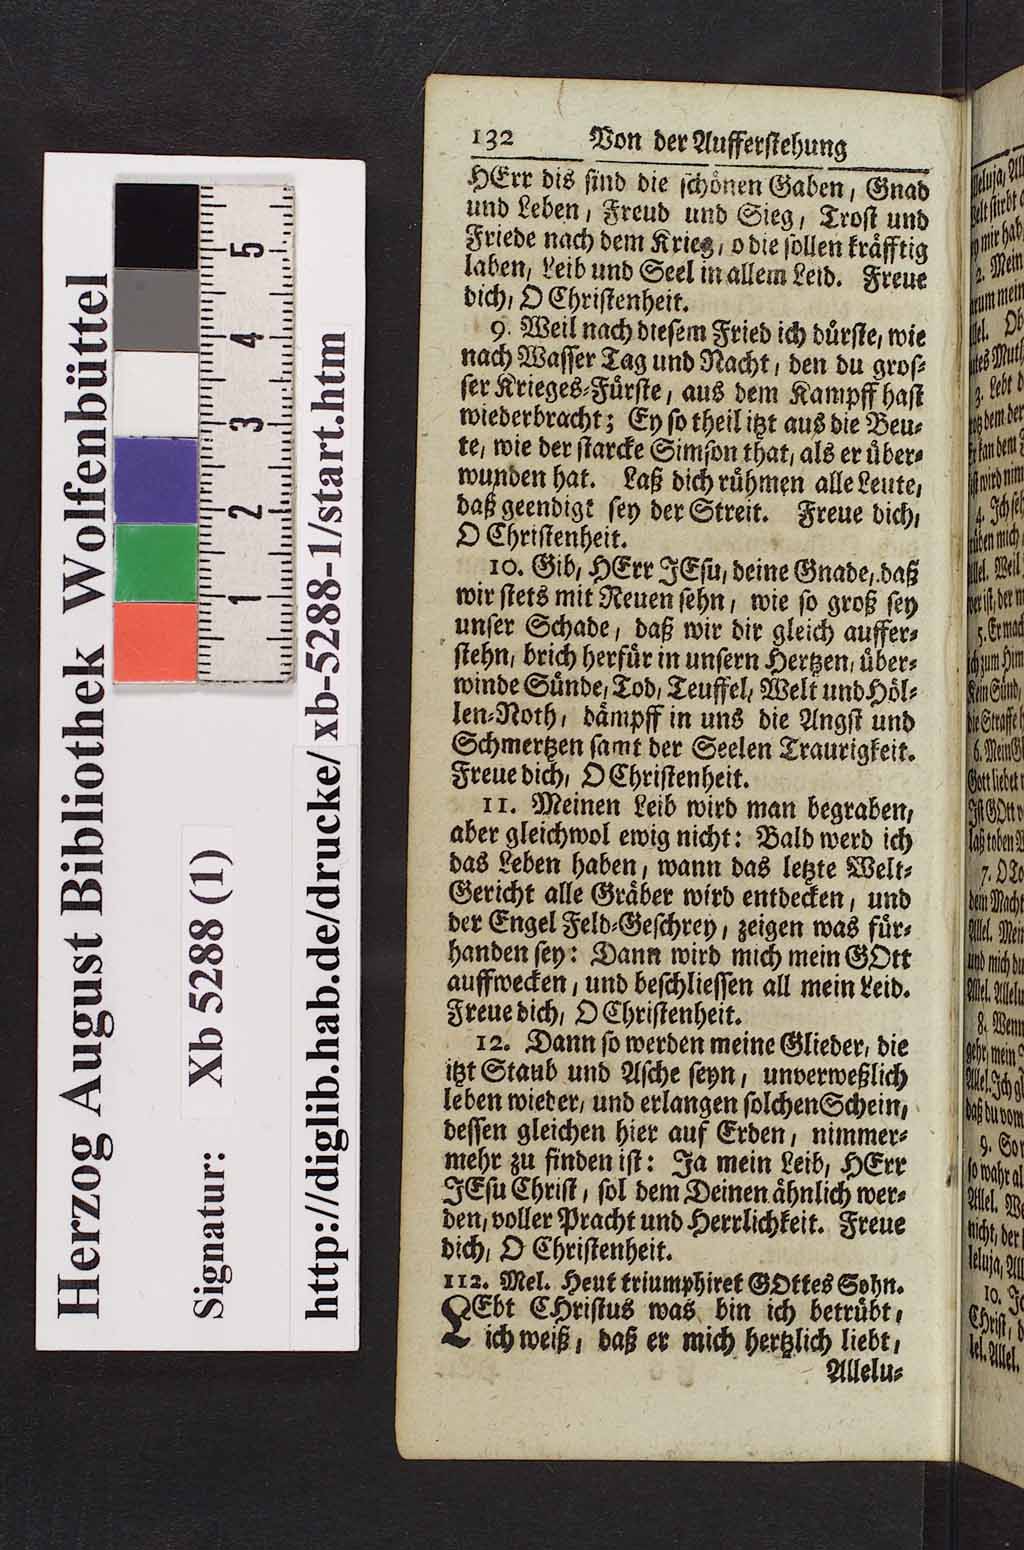 132 Von der Aufferstehung
HErr dis sind die schönen Gaben, Gnad
und Leben, Freud und Sieg, Trost und
Friede nach dem Krieg, o die sollen kräfftig
laben, Leib und Seel in allem Leid. Freue
dich, O Christenheit.
9. Weil nach diesem Fried ich dürste, wie
nach Wasser Tag und Nacht, den du gros-
ser Krieges-Fürste, aus dem Kampff hast
wiederbracht; Ey so theil itzt aus die Beu-
te, wie der starcke Simson that, als er über-
wunden hat. Laß dich rühmen alle Leute,
daß geendigt sey der Streit. Freue dich,
O Christenheit.
10. Gib, HErr JEsu, deine Gnade, daß
wir stets mit Reuen sehn, wie so groß sey
unser Schade, daß wir dir gleich auffer-
stehn, brich herfür in unsern Hertzen, über-
winde Sünde, Tod, Teuffel, Welt und Höl-
len-Noth, dämpff in uns die Angst und
Schmertzen samt der Seelen Traurigkeit.
Freue dich, O Christenheit.
11. Meinen Leib wird man begraben,
aber gleichwol ewig nicht: Bald werd ich
das Leben haben, wann das letzte Welt-
Gericht alle Gräber wird entdecken, und
der Engel Feld-Geschrey, zeigen was für-
handen sey: Dann wird mich mein GOtt
auffwecken, und beschliessen all mein Leid.
Freue dich, O Christenheit.
12. Dann so werden meine Glieder, die
itzt Staub und Asche seyn, unverweßlich
leben wieder, und erlangen solchen Schein,
dessen gleichen hier auf Erden, nimmer-
mehr zu finden ist: Ja mein Leib, HErr
JEsu Christ, sol dem Deinen ähnlich wer-
den, voller Pracht und Herrlichkeit. Freue
dich, O Christenheit.
112. Mel. Heut triumphiret GOttes Sohn.
LEbt CHristus was bin ich betrübt,
ich weiß, daß er mich hertzlich liebt,
Allelu-
Herzog August Bibliothek Wolfenbüttel
Signatur: Xb 5288 (1)
http://diglib.hab.de/drucke/xb-5288-1/start.htm
5
4
3
2
1